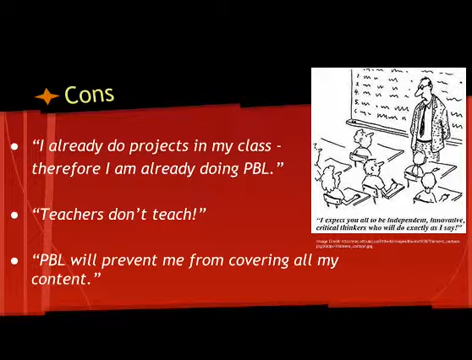 Cons
● "I already do projects in my class -
therefore I am already doing PBL."
● "Teachers don't teach!"
● "PBL will prevent me from covering all my
content."
"I expect you all to be independent, innovative,
critical thinkers who will do exactly as I say!"
Image Credit